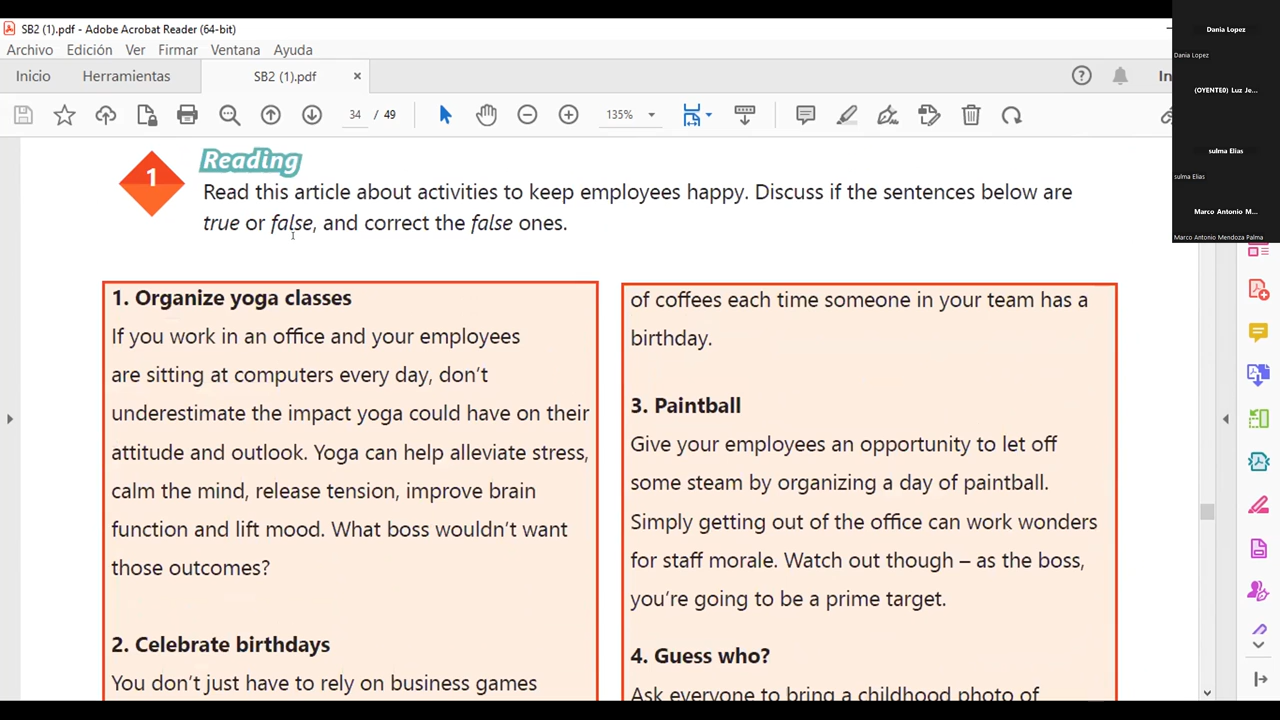 SB2 (1).pdf - Adobe Acrobat Reader (64-bit)
Archivo Edición Ver Firmar Ventana Ayuda
Inicio Herramientas SB2 (1).pdf × ? In
34 / 49 135%
Dania Lopez
Dania Lopez
(OYENTE0) Luz Je...
sulma Elias
sulma Elias
Marco Antonio M...
Marco Antonio Mendoza Palma
1
Reading
Read this article about activities to keep employees happy. Discuss if the sentences below are
true or false, and correct the false ones.
1. Organize yoga classes
If you work in an office and your employees
are sitting at computers every day, don't
underestimate the impact yoga could have on their
attitude and outlook. Yoga can help alleviate stress,
calm the mind, release tension, improve brain
function and lift mood. What boss wouldn't want
those outcomes?
2. Celebrate birthdays
You don't just have to rely on business games
of coffees each time someone in your team has a
birthday.
3. Paintball
Give your employees an opportunity to let off
some steam by organizing a day of paintball.
Simply getting out of the office can work wonders
for staff morale. Watch out though – as the boss,
you're going to be a prime target.
4. Guess who?
Ask everyone to bring a childhood photo of